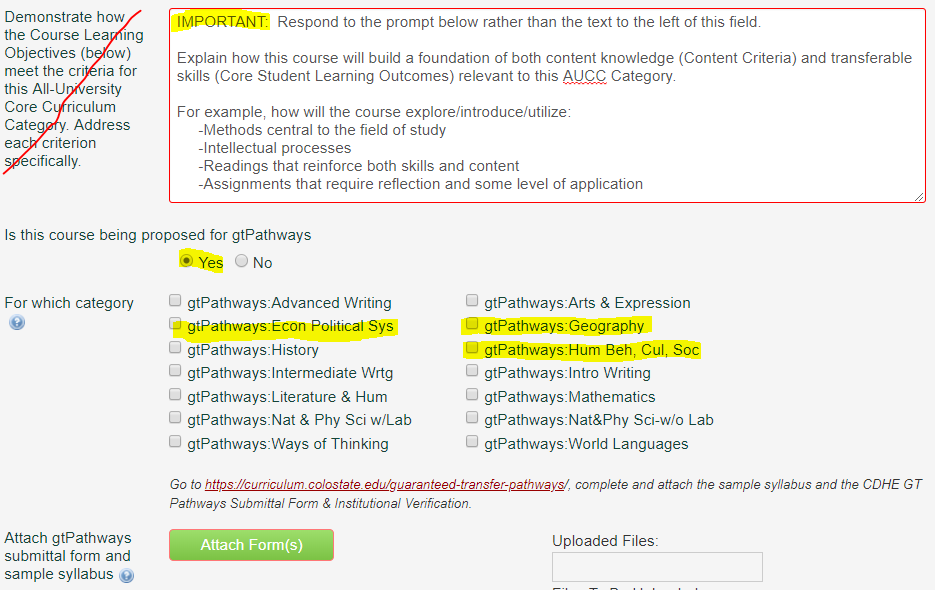 Demonstrate how
the Course Learning
Objectives (below)
meet the criteria for
this All-University
Core Curriculum
Category. Address
each criterion
specifically.
IMPORTANT: Respond to the prompt below rather than the text to the left of this field.
Explain how this course will build a foundation of both content knowledge (Content Criteria) and transferable
skills (Core Student Learning Outcomes) relevant to this AUCC Category.
For example, how will the course explore/introduce/utilize:
-Methods central to the field of study
-Intellectual processes
-Readings that reinforce both skills and content
-Assignments that require reflection and some level of application
Is this course being proposed for gtPathways
Yes No
For which category
gtPathways:Advanced Writing gtPathways:Arts & Expression
gtPathways:Econ Political Sys gtPathways:Geography
gtPathways:History gtPathways:Hum Beh, Cul, Soc
gtPathways:Intermediate Wrtg gtPathways:Intro Writing
gtPathways:Literature & Hum gtPathways:Mathematics
gtPathways:Nat & Phy Sci w/Lab gtPathways:Nat&Phy Sci-w/o Lab
gtPathways:Ways of Thinking gtPathways:World Languages
Go to https://curriculum.colostate.edu/guaranteed-transfer-pathways/, complete and attach the sample syllabus and the CDHE GT
Pathways Submittal Form & Institutional Verification.
Attach gtPathways
submittal form and
sample syllabus
Attach Form(s)
Uploaded Files: